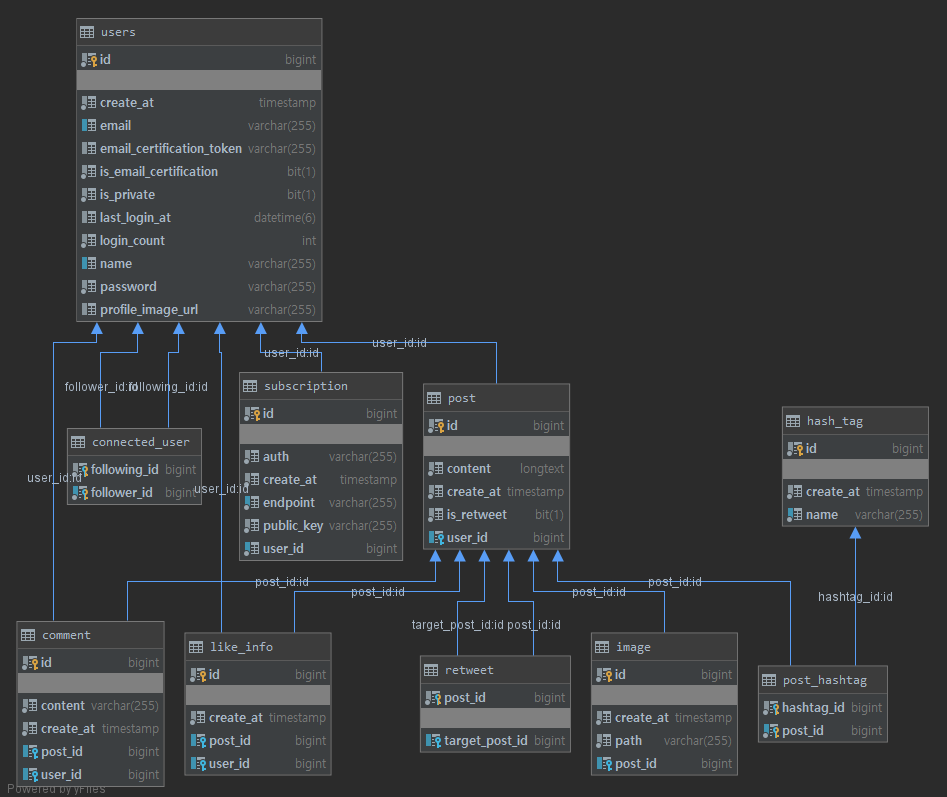 users
id bigint
create_at timestamp
email varchar(255)
email_certification_token varchar(255)
is_email_certification bit(1)
is_private bit(1)
last_login_at datetime(6)
login_count int
name varchar(255)
password varchar(255)
profile_image_url varchar(255)
user_id:id
user_id:id
follower_id:id
following_id:id
user_id:id
user_id:id
connected_user
following_id bigint
follower_id bigint
subscription
id bigint
auth varchar(255)
create_at timestamp
endpoint varchar(255)
public_key varchar(255)
user_id bigint
post
id bigint
content longtext
create_at timestamp
is_retweet bit(1)
user_id bigint
hash_tag
id bigint
create_at timestamp
name varchar(255)
post_id:id
post_id:id
target_post_id:id
post_id:id
post_id:id
post_id:id
hashtag_id:id
comment
id bigint
content varchar(255)
create_at timestamp
post_id bigint
user_id bigint
like_info
id bigint
create_at timestamp
post_id bigint
user_id bigint
retweet
post_id bigint
target_post_id bigint
image
id bigint
create_at timestamp
path varchar(255)
post_id bigint
post_hashtag
hashtag_id bigint
post_id bigint
Powered by yFiles